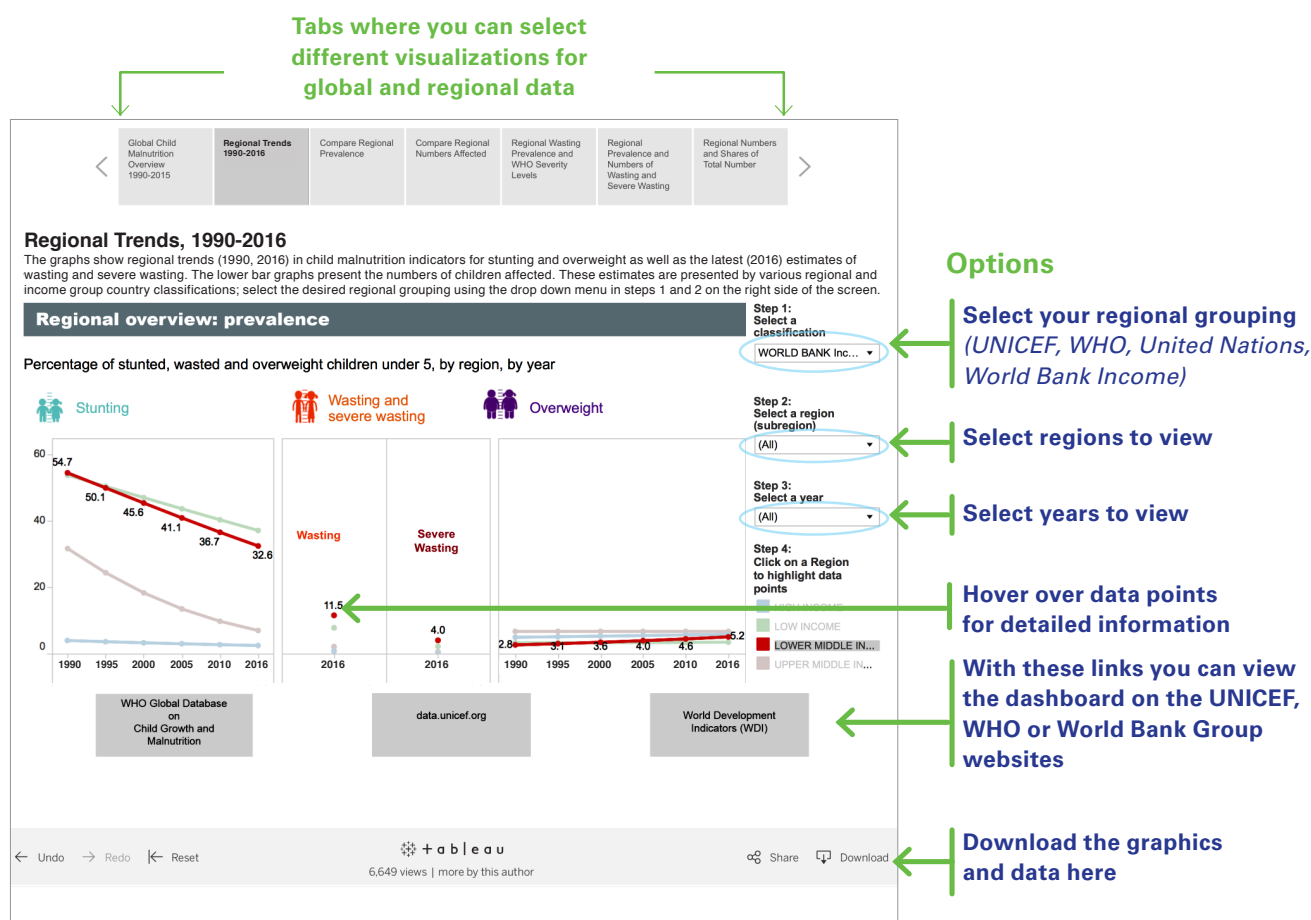 Tabs where you can select
different visualizations for
global and regional data
Global Child
Malnutrition
Overview
1990-2015
Regional Trends
1990-2016
Compare Regional
Prevalence
Compare Regional
Numbers Affected
Regional Wasting
Prevalence and
WHO Severity
Levels
Regional
Prevalence and
Numbers of
Wasting and
Severe Wasting
Regional Numbers
and Shares of
Total Number
Regional Trends, 1990-2016
The graphs show regional trends (1990, 2016) in child malnutrition indicators for stunting and overweight as well as the latest (2016) estimates of
wasting and severe wasting. The lower bar graphs present the numbers of children affected. These estimates are presented by various regional and
income group country classifications; select the desired regional grouping using the drop down menu in steps 1 and 2 on the right side of the screen.
Regional overview: prevalence
Percentage of stunted, wasted and overweight children under 5, by region, by year
Stunting
Wasting and
severe wasting
Overweight
60
40
20
0
54.7
50.1
45.6
41.1
36.7
32.6
1990 1995 2000 2005 2010 2016
Wasting
11.5
2016
Severe
Wasting
4.0
2016
2.8 3.1 3.6 4.0 4.6 5.2
1990 1995 2000 2005 2010 2016
Step 1:
Select a
classification
WORLD BANK Inc...
Step 2:
Select a region
(subregion)
(All)
Step 3:
Select a year
(All)
Step 4:
Click on a Region
to highlight data
points
HIGH INCOME
LOW INCOME
LOWER MIDDLE IN...
UPPER MIDDLE IN...
WHO Global Database
on
Child Growth and
Malnutrition
data.unicef.org
World Development
Indicators (WDI)
Undo Redo Reset
+ableau
6,649 views | more by this author
Share Download
Options
Select your regional grouping
(UNICEF, WHO, United Nations,
World Bank Income)
Select regions to view
Select years to view
Hover over data points
for detailed information
With these links you can view
the dashboard on the UNICEF,
WHO or World Bank Group
websites
Download the graphics
and data here